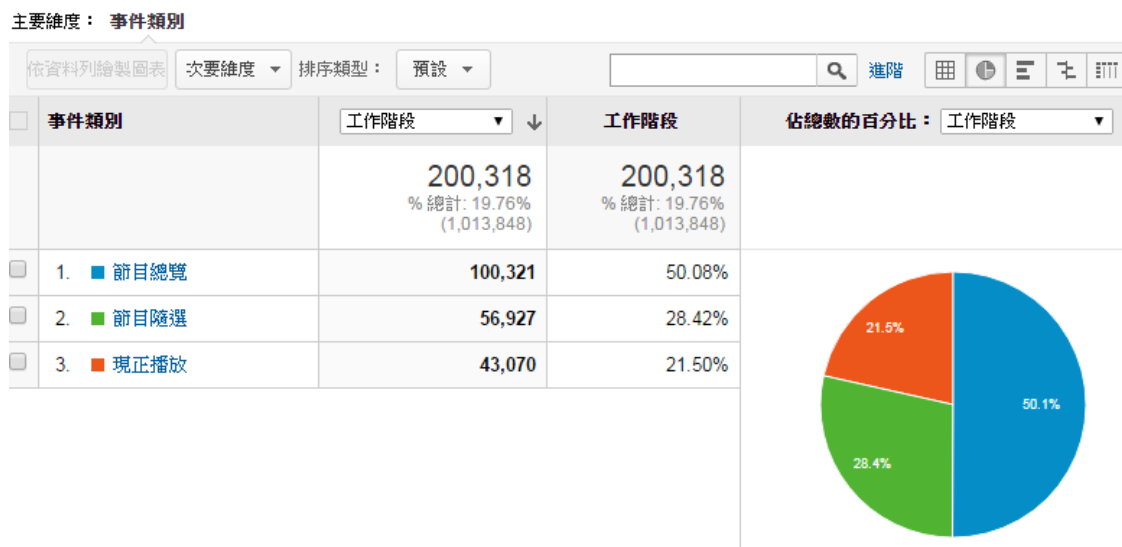 主要維度： 事件類別
依資料列繪製圖表 次要維度 排序類型： 預設 進階
事件類別 工作階段 工作階段 佔總數的百分比： 工作階段
200,318 200,318
% 總計: 19.76% % 總計: 19.76%
(1,013,848) (1,013,848)
1. 節目總覽 100,321 50.08%
2. 節目隨選 56,927 28.42%
3. 現正播放 43,070 21.50%
21.5%
50.1%
28.4%